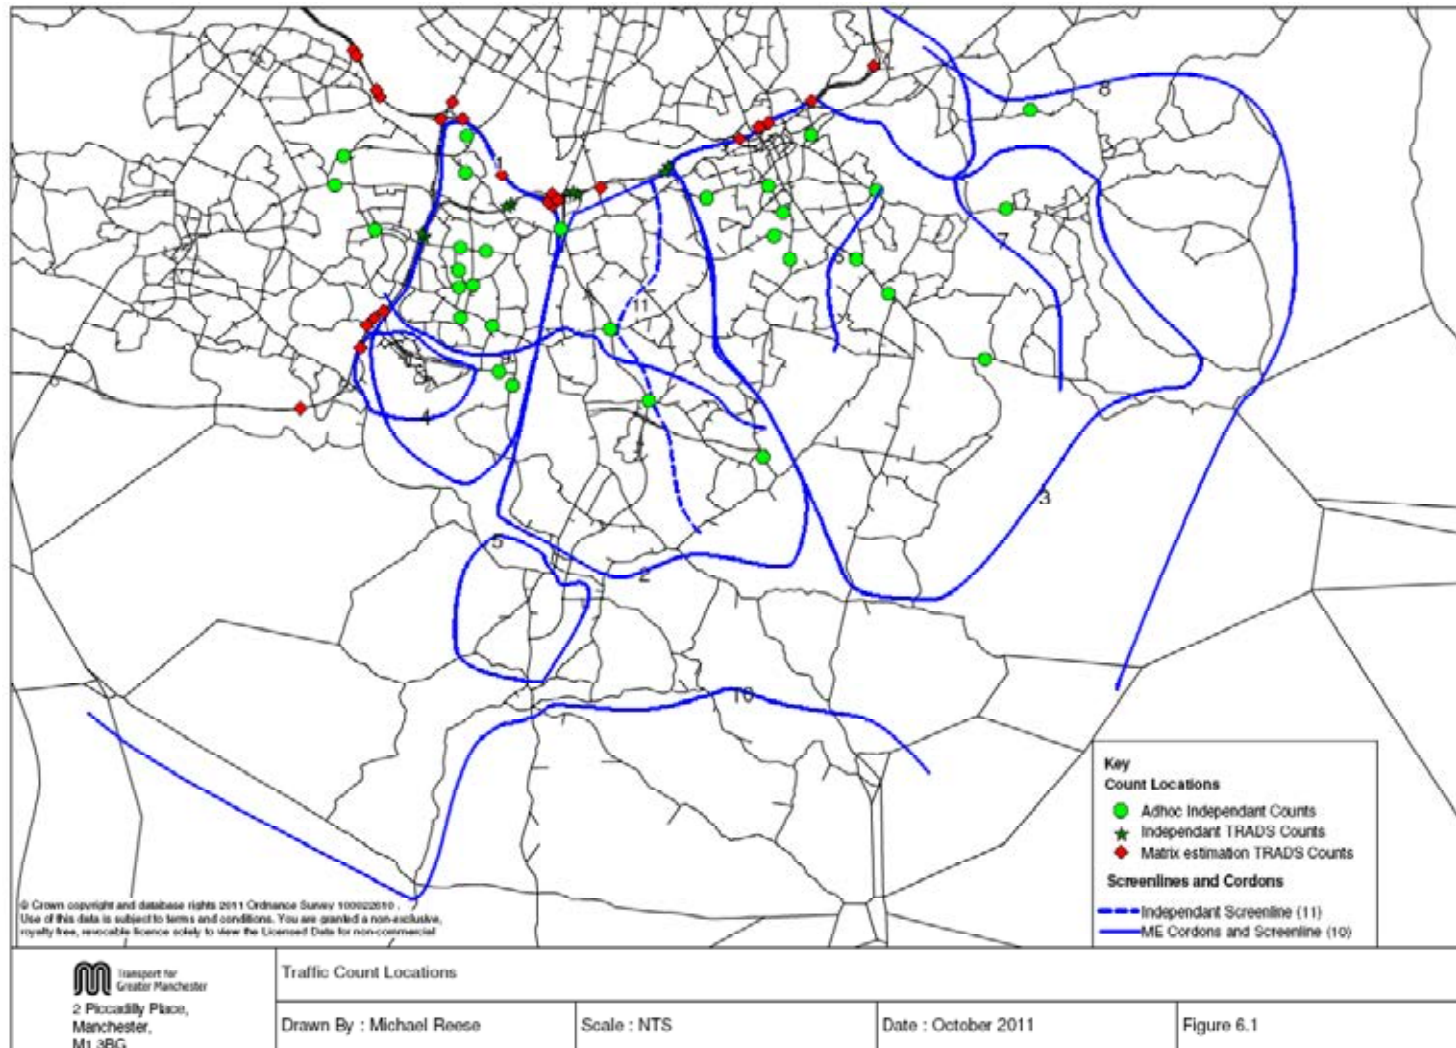 8
1
7
6
11
4
3
5
2
10
Key
Count Locations
Adhoc Independant Counts
Independant TRADS Counts
Matrix estimation TRADS Counts
Screenlines and Cordons
Independant Screenline (11)
ME Cordons and Screenline (10)
© Crown copyright and database rights 2011 Ordnance Survey 100022610 .
Use of this data is subject to terms and conditions. You are granted a non-exclusive,
royalty free, revocable licence solely to view the Licensed Data for non-commercial
Transport for
Greater Manchester
2 Piccadilly Place,
Manchester,
M1 3BG
Traffic Count Locations
Drawn By : Michael Reese
Scale : NTS
Date : October 2011
Figure 6.1